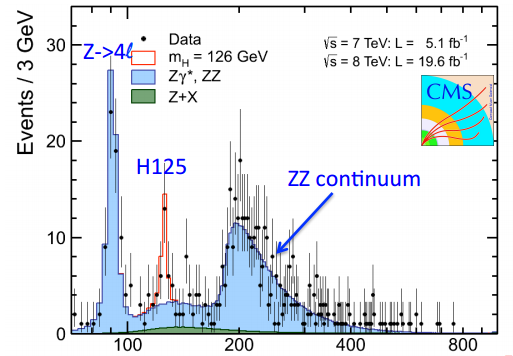 Z->4ℓ
Data
m_H = 126 GeV
Zγ*, ZZ
Z+X
√s = 7 TeV: L = 5.1 fb⁻¹
√s = 8 TeV: L = 19.6 fb⁻¹
CMS
H125
ZZ continuum
Events / 3 GeV
30
20
10
0
100
200
400
800